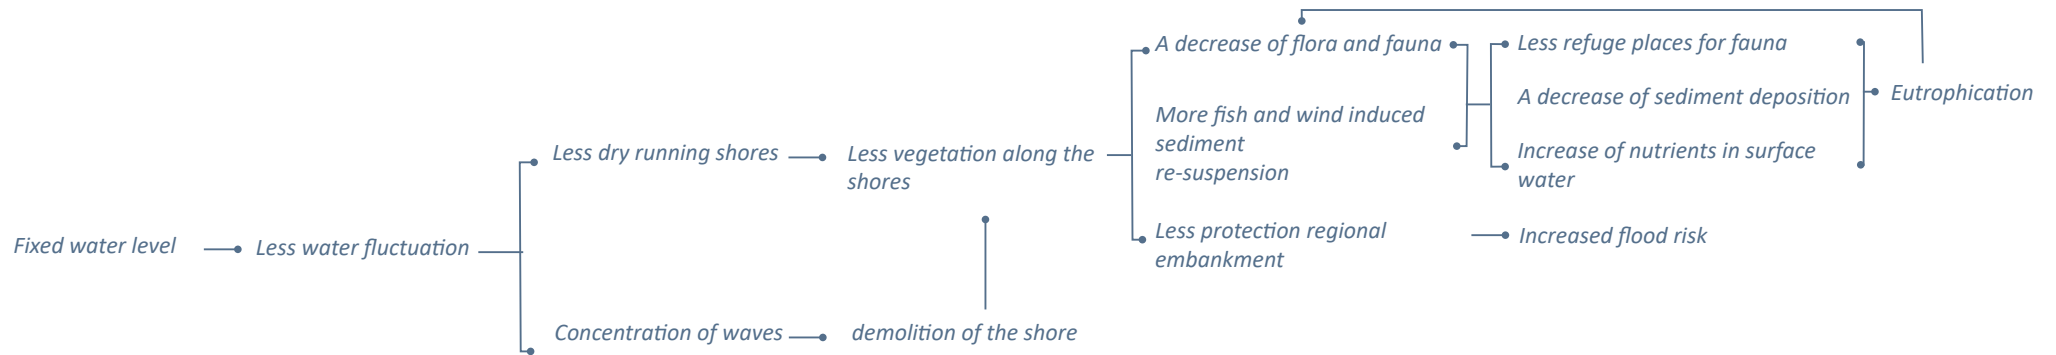 Fixed water level
Less water fluctuation
Less dry running shores
Concentration of waves
Less vegetation along the
shores
demolition of the shore
A decrease of flora and fauna
More fish and wind induced
sediment
re-suspension
Less protection regional
embankment
Less refuge places for fauna
A decrease of sediment deposition
Increase of nutrients in surface
water
Increased flood risk
Eutrophication